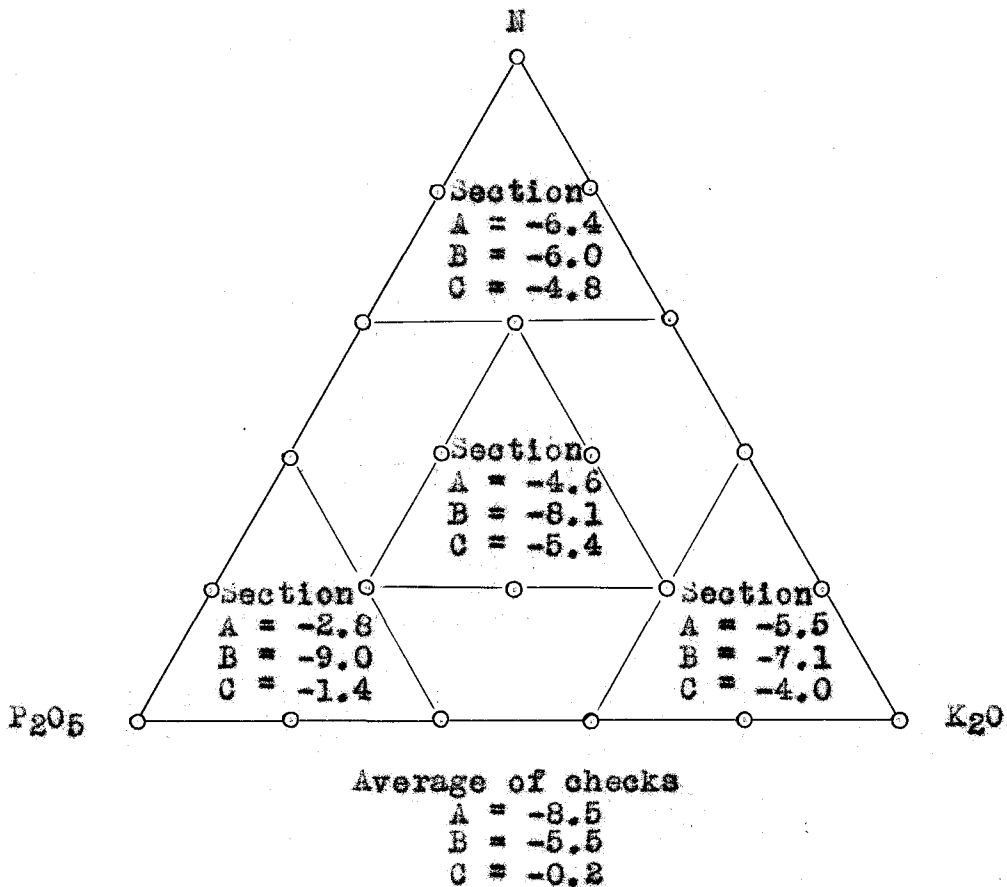 N
Section
A = -6.4
B = -6.0
C = -4.8
Section
A = -4.6
B = -8.1
C = -5.4
Section
A = -2.8
B = -9.0
C = -1.4
Section
A = -5.5
B = -7.1
C = -4.0
P2O5
K2O
Average of checks
A = -8.5
B = -5.5
C = -0.2